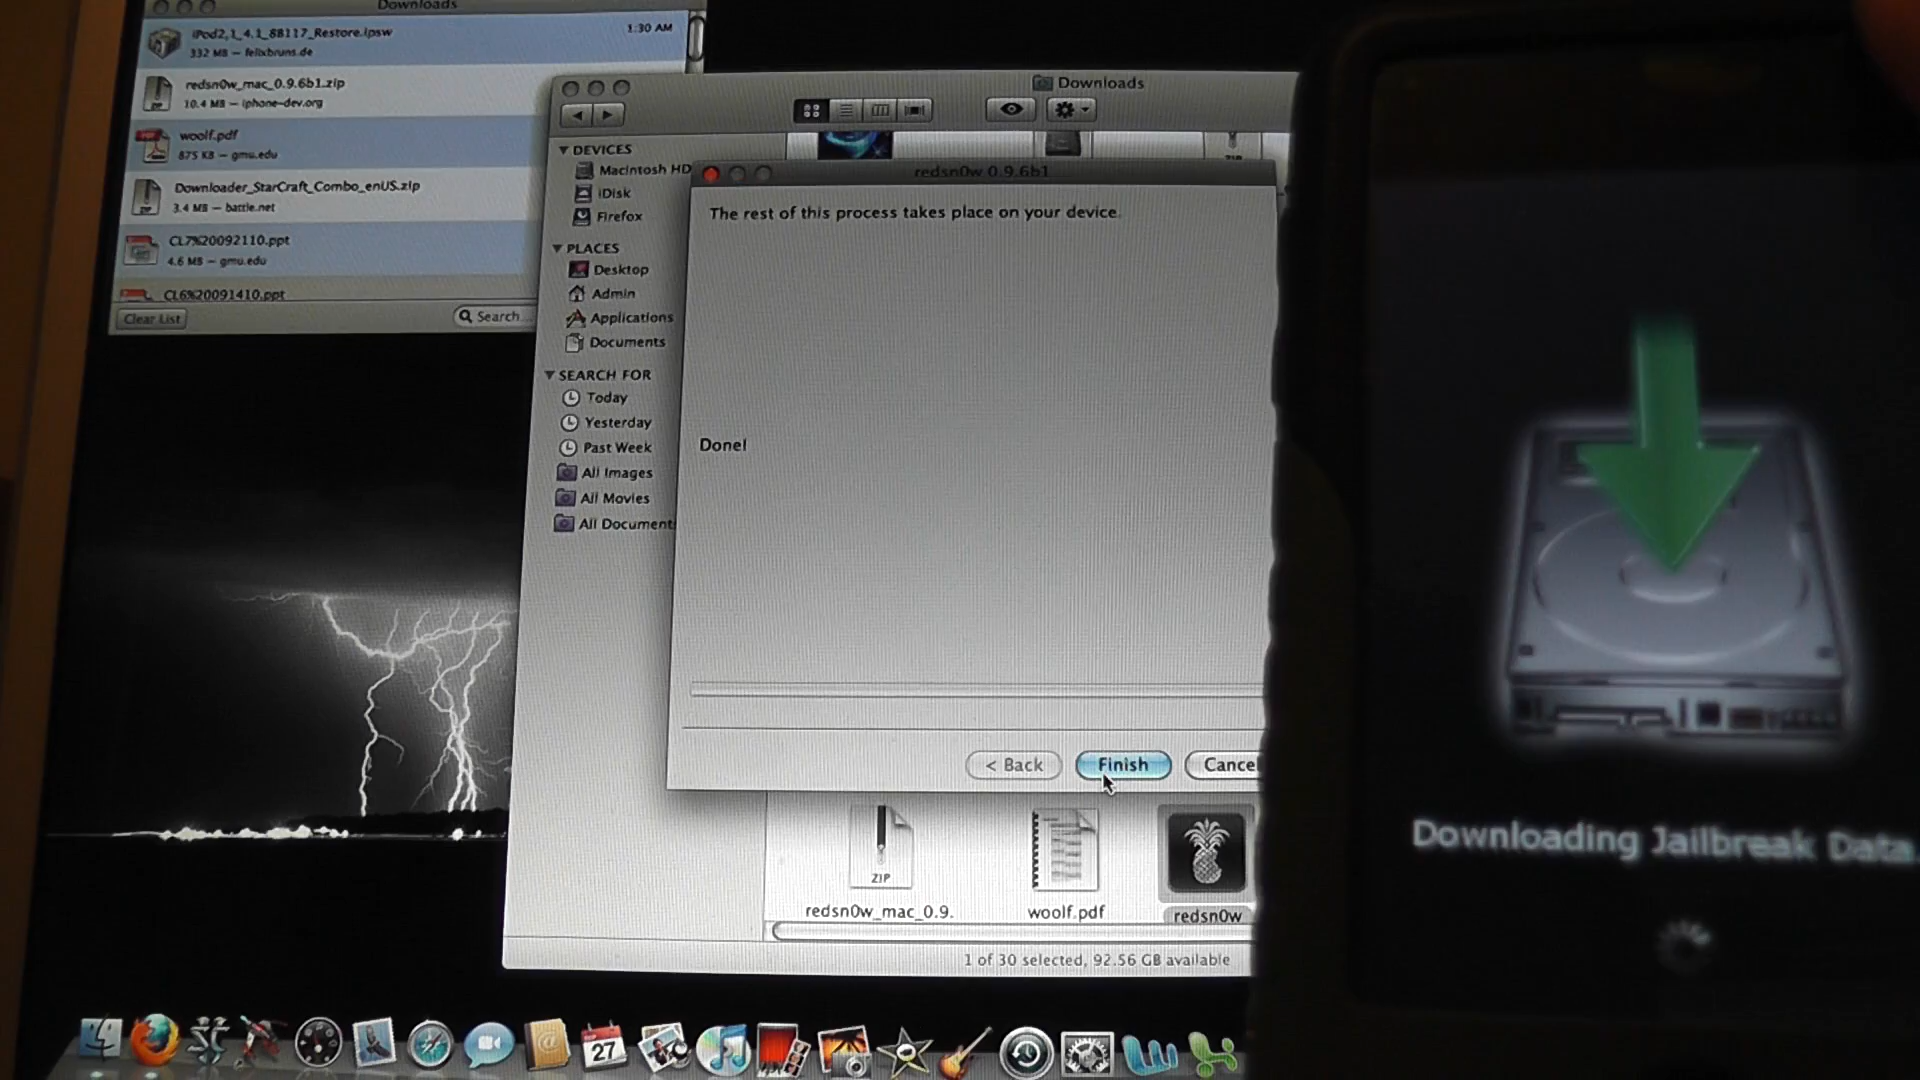 Downloads
iPod2,1_4.1_8B117_Restore.ipsw
1:30 AM
332 MB — felixbruns.de
redsn0w_mac_0.9.6b1.zip
10.4 MB — iphone-dev.org
woolf.pdf
875 KB — gmu.edu
Downloader_StarCraft_Combo_enUS.zip
3.4 MB — battle.net
CL7%20092110.ppt
4.6 MB — gmu.edu
CL6%20091410.ppt
Clear List
Search...
Downloads
DEVICES
Macintosh HD
iDisk
Firefox
PLACES
Desktop
Admin
Applications
Documents
SEARCH FOR
Today
Yesterday
Past Week
All Images
All Movies
All Document
redsn0w 0.9.6b1
The rest of this process takes place on your device.
Done!
< Back
Finish
Cancel
ZIP
redsn0w_mac_0.9.
woolf.pdf
redsn0w
1 of 30 selected, 92.56 GB available
Downloading Jailbreak Data.
27